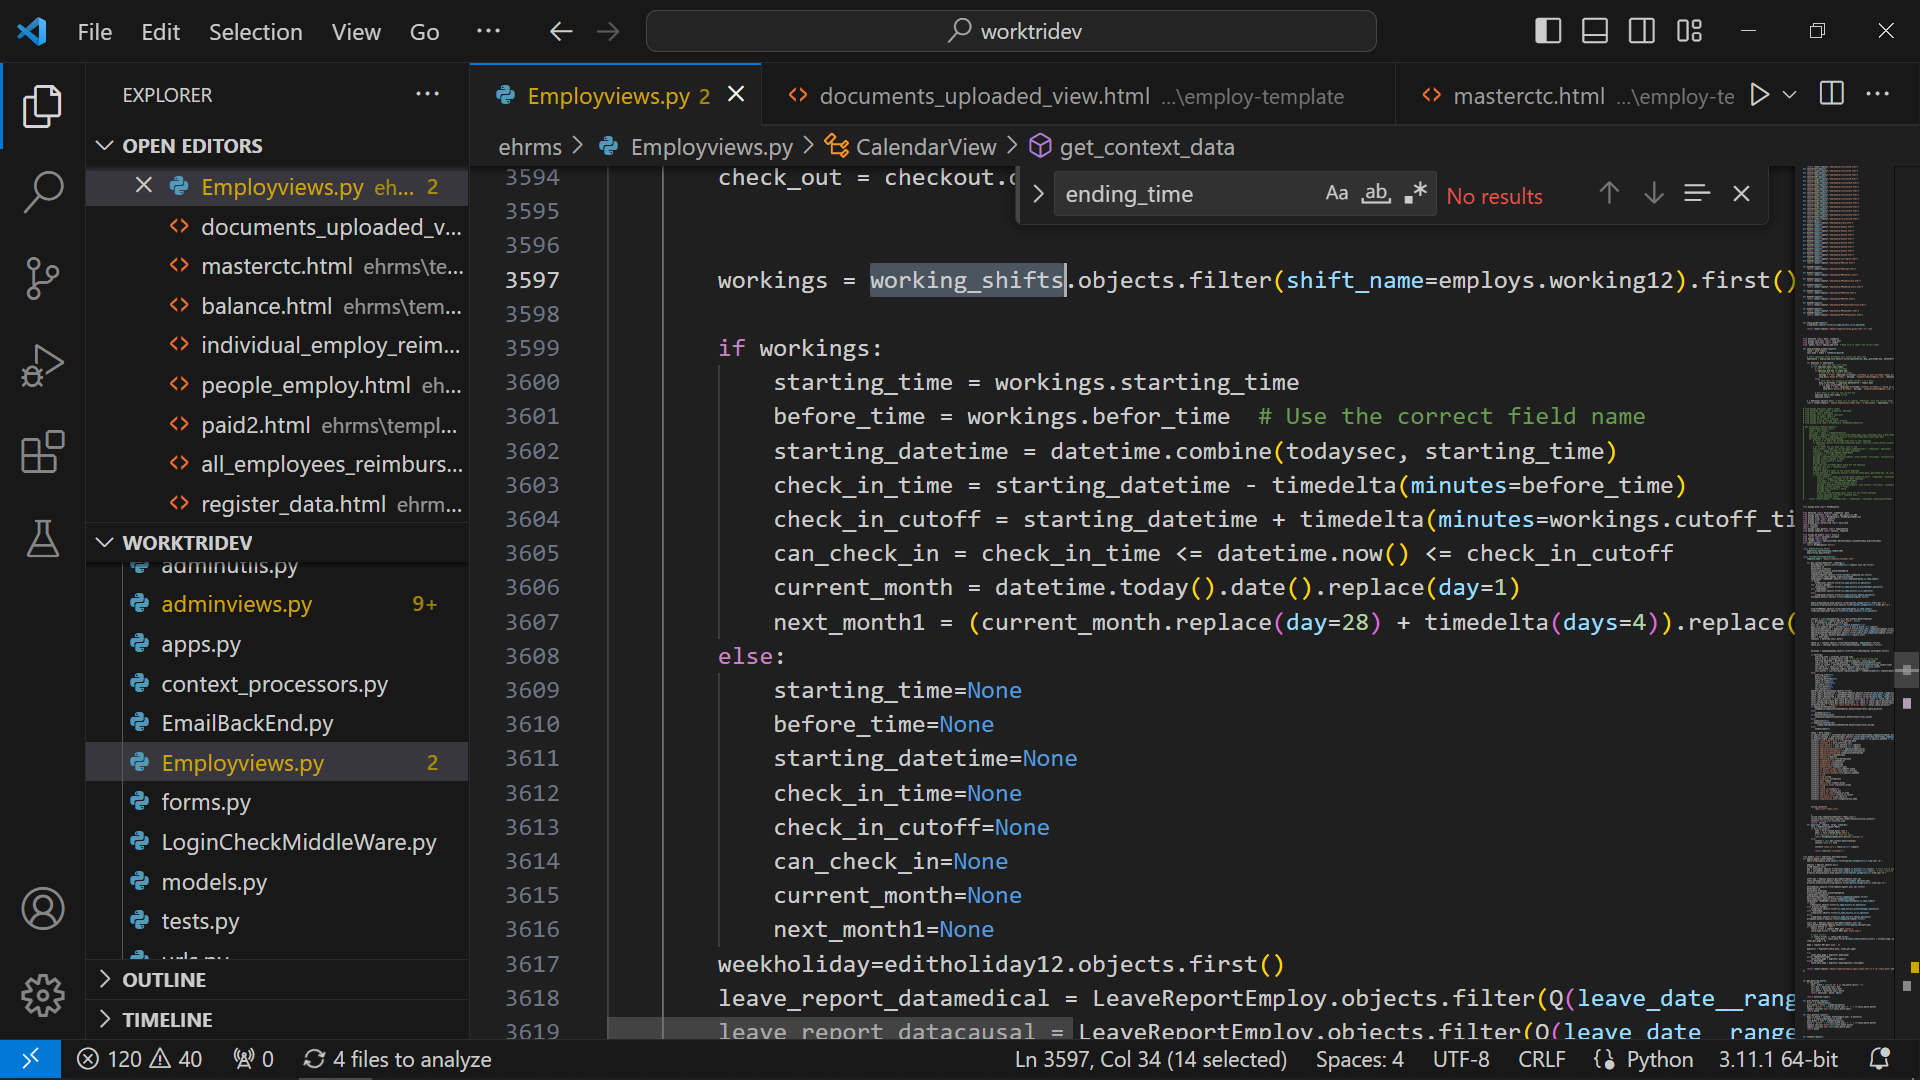 File Edit Selection View Go ··· worktridev
EXPLORER ···
OPEN EDITORS
Employviews.py eh... 2
documents_uploaded_v...
masterctc.html ehrms\te...
balance.html ehrms\tem...
individual_employ_reim...
people_employ.html eh...
paid2.html ehrms\templ...
all_employees_reimburs...
register_data.html ehrm...
WORKTRIDEV
adminutils.py
adminviews.py 9+
apps.py
context_processors.py
EmailBackEnd.py
Employviews.py 2
forms.py
LoginCheckMiddleWare.py
models.py
tests.py
urls.py
OUTLINE
TIMELINE
Employviews.py 2 documents_uploaded_view.html ...\employ-template masterctc.html ...\employ-te
ehrms > Employviews.py > CalendarView > get_context_data
ending_time Aa ab .* No results
3594 check_out = checkout.c
3595
3596
3597 workings = working_shifts.objects.filter(shift_name=employs.working12).first()
3598
3599 if workings:
3600 starting_time = workings.starting_time
3601 before_time = workings.befor_time # Use the correct field name
3602 starting_datetime = datetime.combine(todaysec, starting_time)
3603 check_in_time = starting_datetime - timedelta(minutes=before_time)
3604 check_in_cutoff = starting_datetime + timedelta(minutes=workings.cutoff_ti
3605 can_check_in = check_in_time <= datetime.now() <= check_in_cutoff
3606 current_month = datetime.today().date().replace(day=1)
3607 next_month1 = (current_month.replace(day=28) + timedelta(days=4)).replace(
3608 else:
3609 starting_time=None
3610 before_time=None
3611 starting_datetime=None
3612 check_in_time=None
3613 check_in_cutoff=None
3614 can_check_in=None
3615 current_month=None
3616 next_month1=None
3617 weekholiday=editholiday12.objects.first()
3618 leave_report_datamedical = LeaveReportEmploy.objects.filter(Q(leave_date__rang
3619 leave_report_datacausal = LeaveReportEmploy.objects.filter(Q(leave_date__range
120 40 0 4 files to analyze Ln 3597, Col 34 (14 selected) Spaces: 4 UTF-8 CRLF {} Python 3.11.1 64-bit